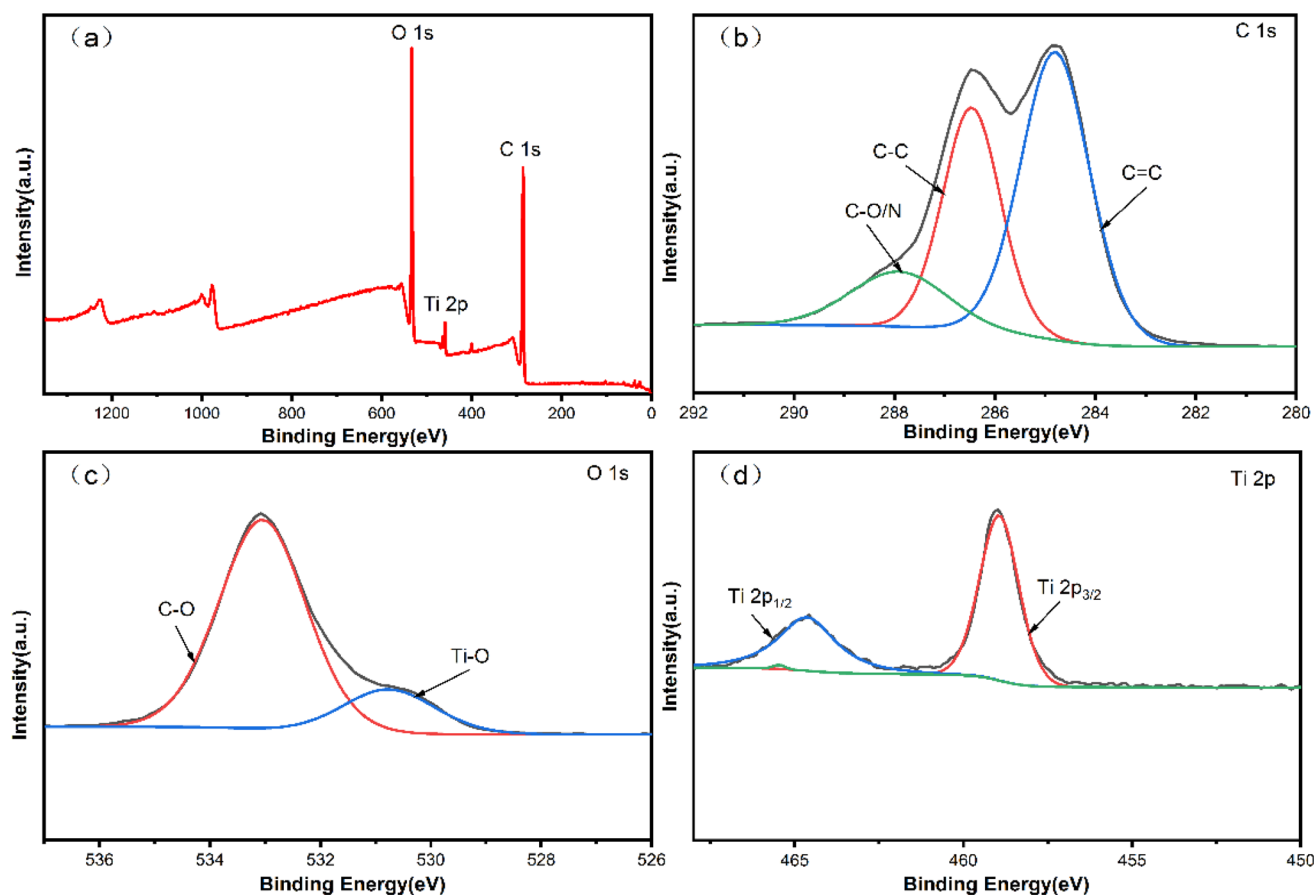 （a）
O 1s
C 1s
Ti 2p
Intensity(a.u.)
1200 1000 800 600 400 200 0
Binding Energy(eV)
（b）
C 1s
C-C
C-O/N
C=C
Intensity(a.u.)
292 290 288 286 284 282 280
Binding Energy(eV)
（c）
O 1s
C-O
Ti-O
Intensity(a.u.)
536 534 532 530 528 526
Binding Energy(eV)
（d）
Ti 2p
Ti 2p1/2
Ti 2p3/2
Intensity(a.u.)
465 460 455 450
Binding Energy(eV)